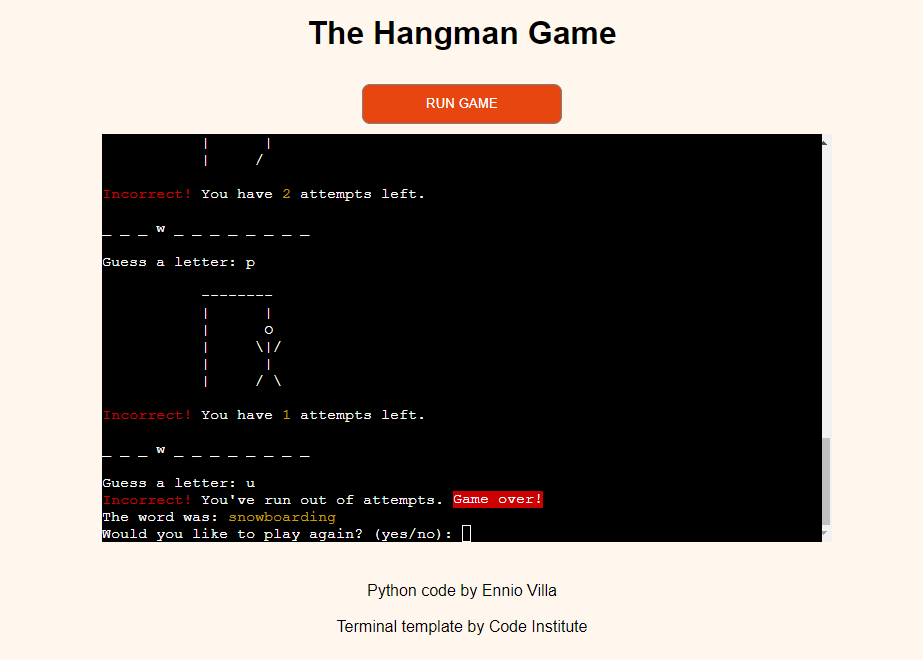 The Hangman Game
RUN GAME
Incorrect! You have 2 attempts left.
_ _ _ w _ _ _ _ _ _ _ _
Guess a letter: p
Incorrect! You have 1 attempts left.
_ _ _ w _ _ _ _ _ _ _ _
Guess a letter: u
Incorrect! You've run out of attempts. Game over!
The word was: snowboarding
Would you like to play again? (yes/no):
Python code by Ennio Villa
Terminal template by Code Institute